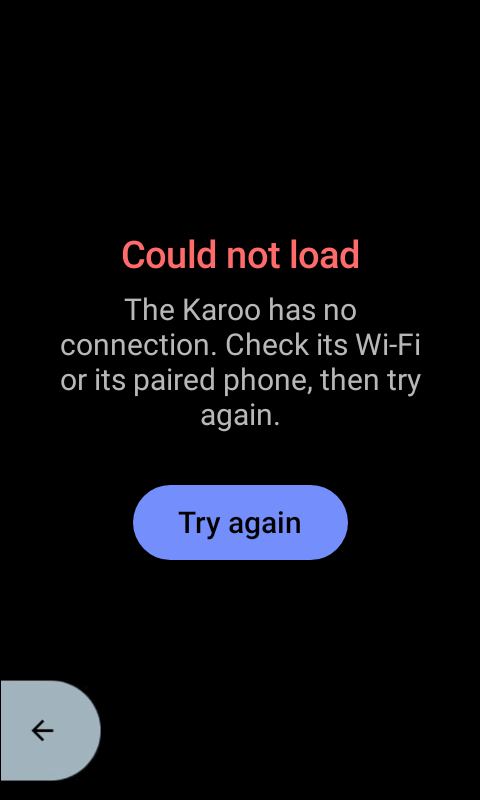 Could not load
The Karoo has no
connection. Check its Wi-Fi
or its paired phone, then try
again.
Try again